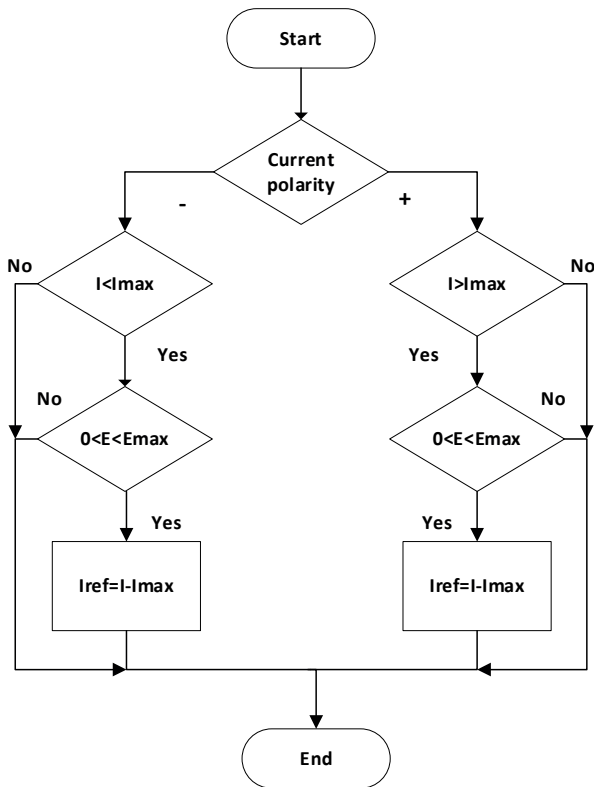 Start
Current
polarity
-
+
No
I<Imax
I>Imax
No
Yes
Yes
No
No
0<E<Emax
0<E<Emax
Yes
Yes
Iref=I-Imax
Iref=I-Imax
End